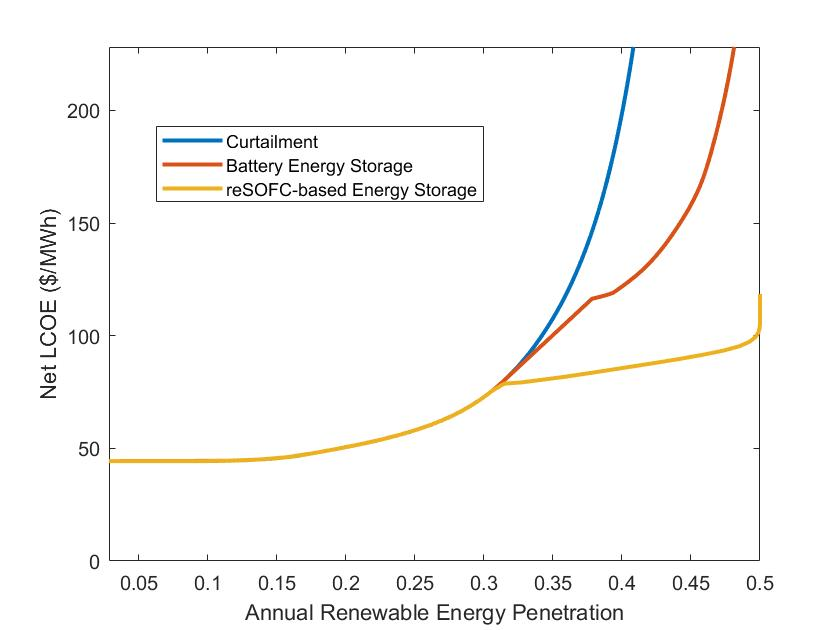 200
150
100
50
0
Net LCOE ($/MWh)
Curtailment
Battery Energy Storage
reSOFC-based Energy Storage
0.05 0.1 0.15 0.2 0.25 0.3 0.35 0.4 0.45 0.5
Annual Renewable Energy Penetration